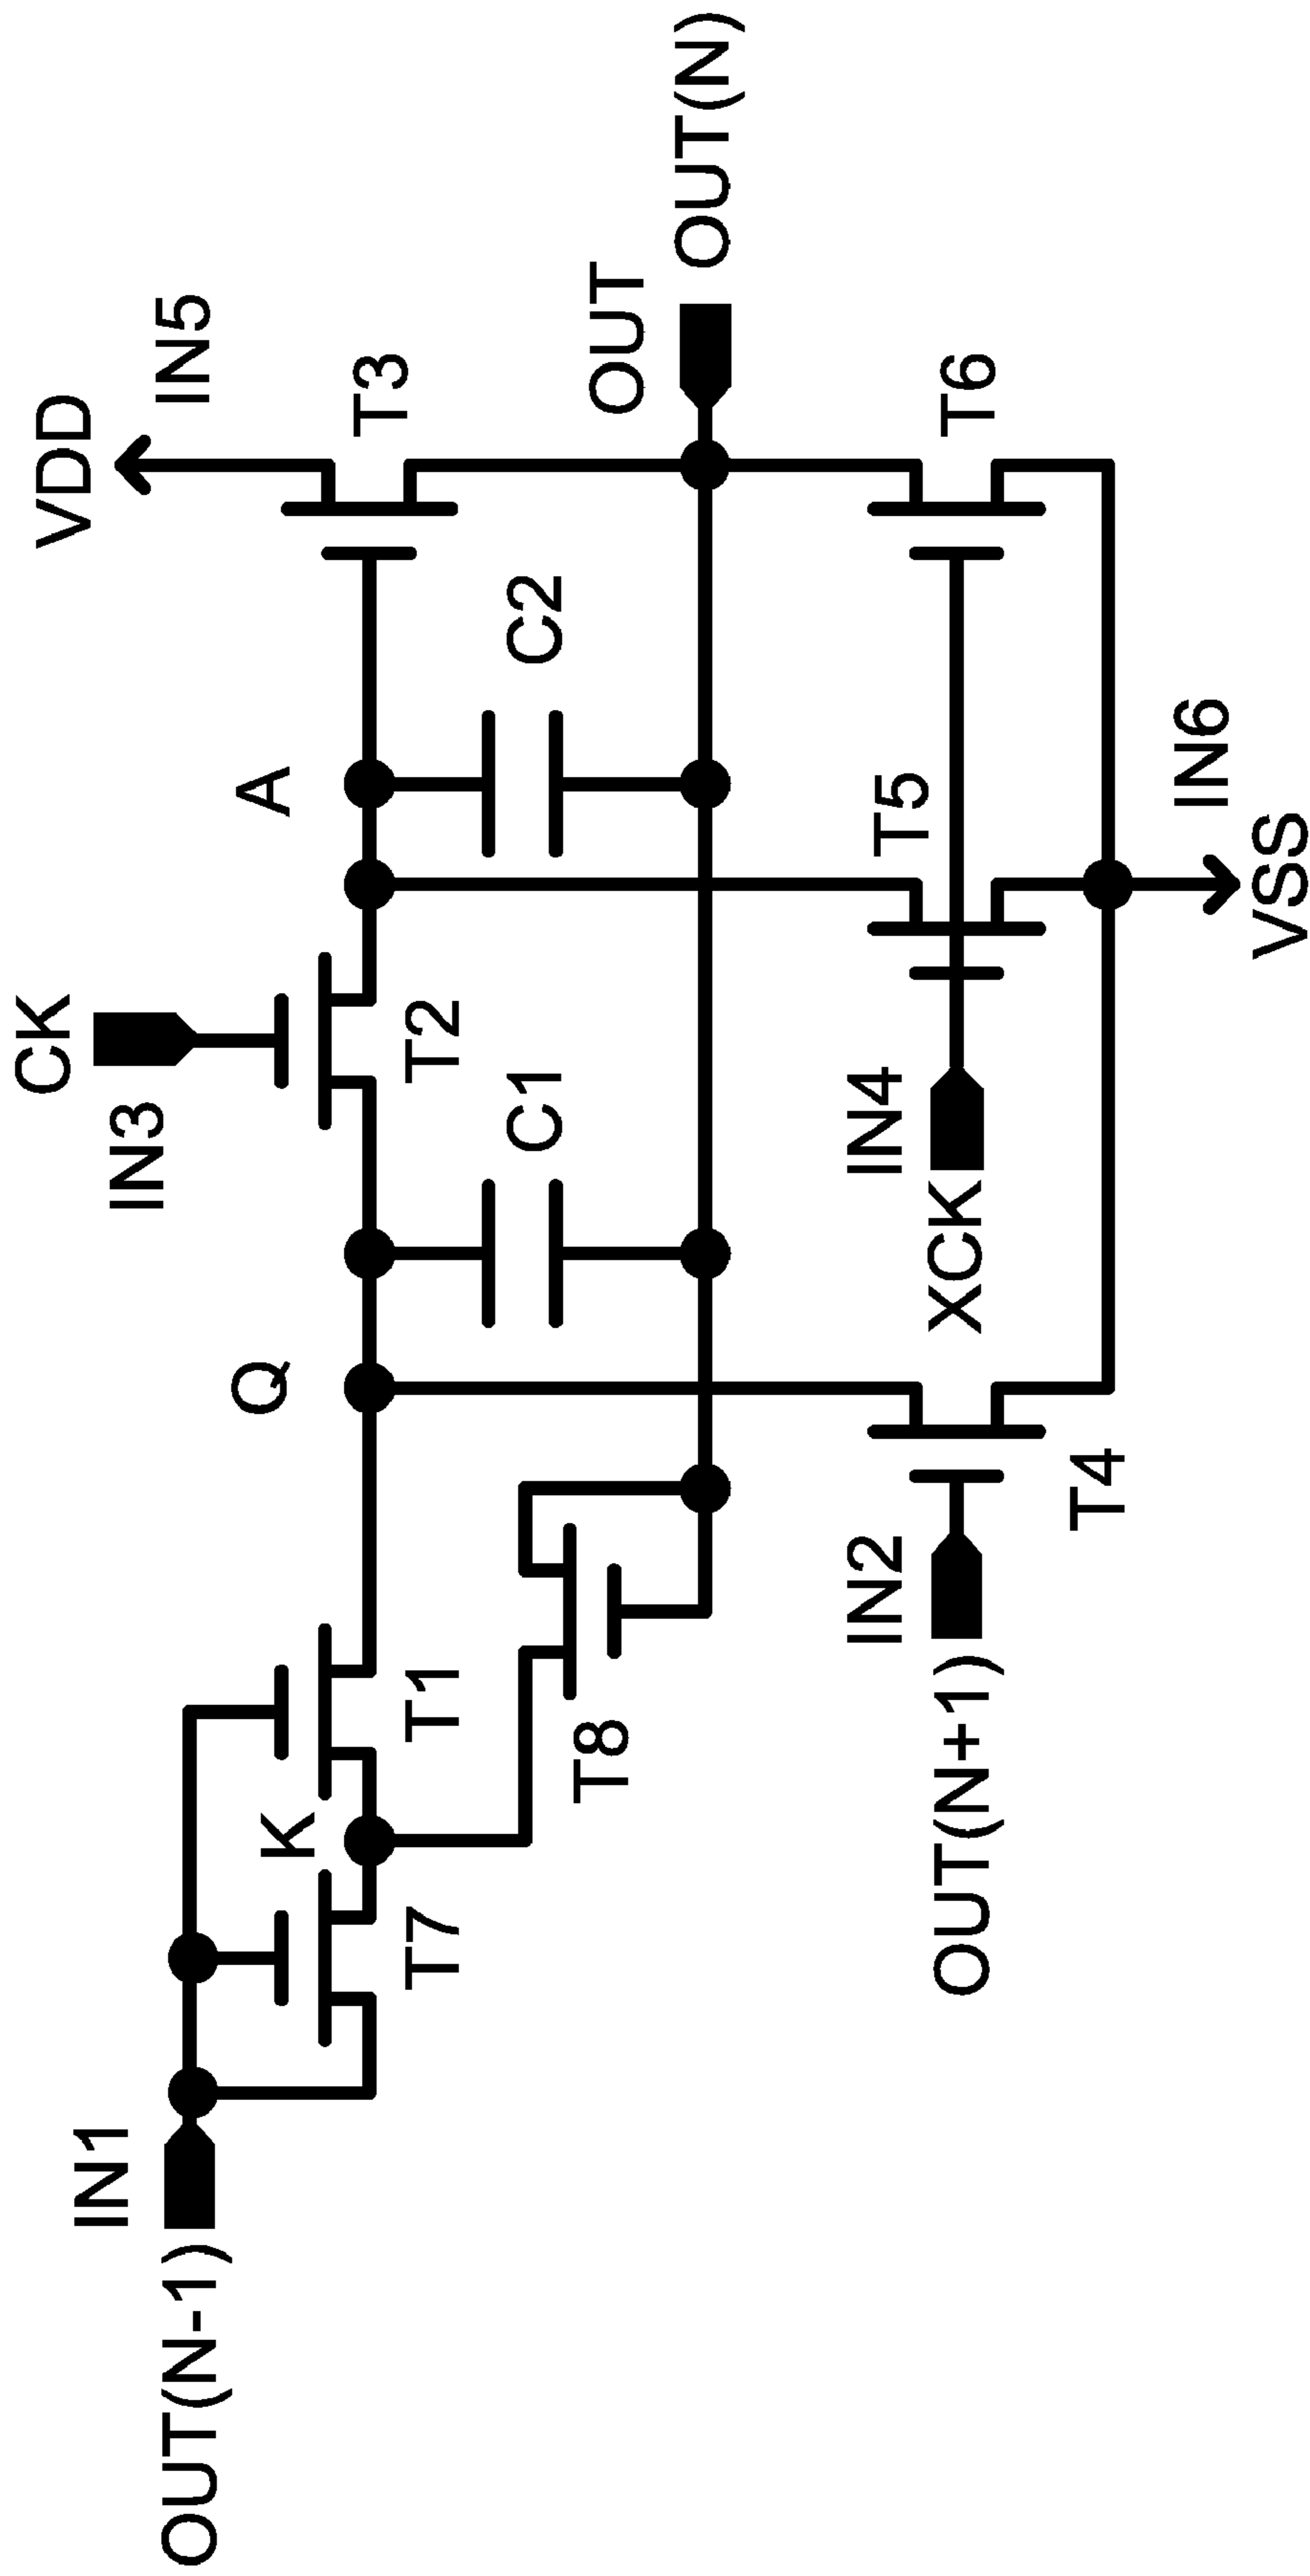 VDD
IN5
CK
IN3
A
Q
K
IN1
OUT(N-1)
T7
T1
T2
T3
C1
C2
T8
OUT
OUT(N)
IN2
OUT(N+1)
T4
IN4
XCK
T5
T6
IN6
VSS